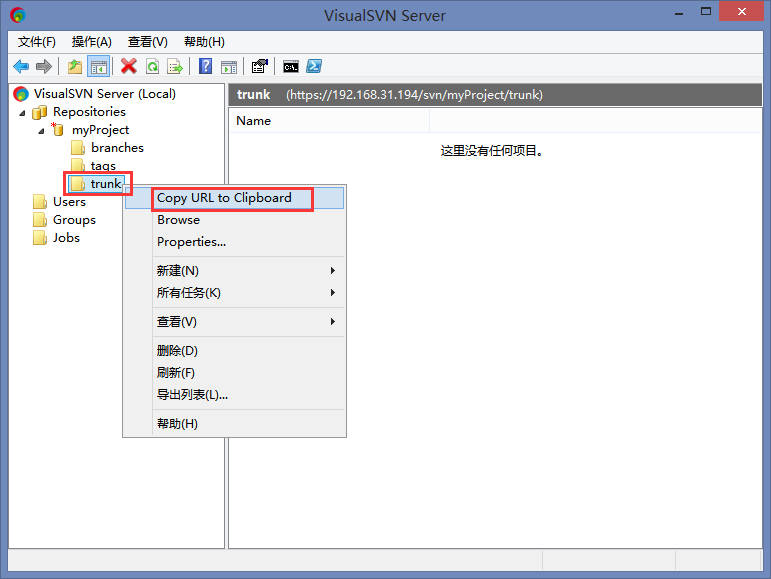 VisualSVN Server
文件(F) 操作(A) 查看(V) 帮助(H)
VisualSVN Server (Local)
Repositories
myProject
branches
tags
trunk
Users
Groups
Jobs
trunk (https://192.168.31.194/svn/myProject/trunk)
Name
这里没有任何项目。
Copy URL to Clipboard
Browse
Properties...
新建(N)
所有任务(K)
查看(V)
删除(D)
刷新(F)
导出列表(L)...
帮助(H)